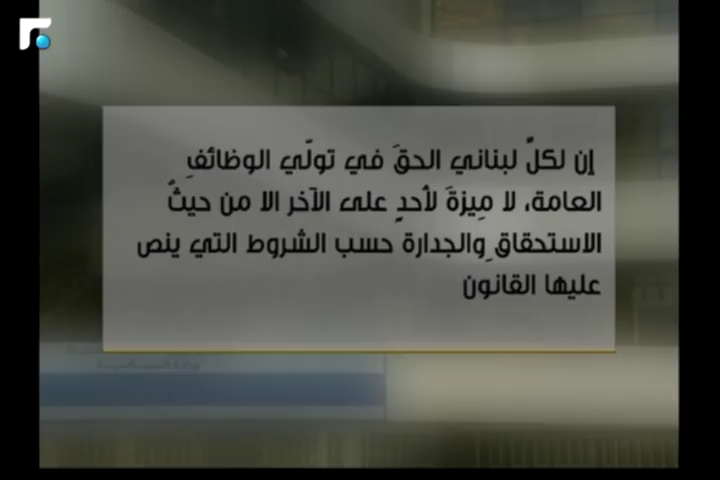 إن لكلِّ لبناني الحقَ في تولّي الوظائفِ
العامة، لا مِيزةَ لأحدٍ على الآخر الا من حيثُ
الاستحقاقِ والجدارة حسب الشروط التي ينص
عليها القانون